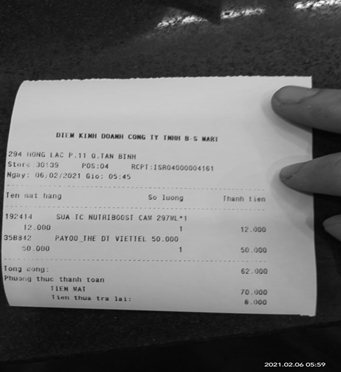 DIEM KINH DOANH CONG TY TNHH B-S MART
294 HONG LAC P.11 Q.TAN BINH
Store 30139 POS:04 RCPT:ISR04000004161
Ngay: 06/02/2021 Gio: 05:45
Ten mat hang So luong Thanh tien
192414 SUA TC NUTRIBOOST CAM 297ML*1
12.000 1 12.000
358942 PAYOO_THE DT VIETTEL 50.000
50.000 1 50.000
Tong cong: 62.000
Phuong thuc thanh toan
TIEN MAT 70.000
Tien thua tra lai: 8.000
2021.02.06 05:59